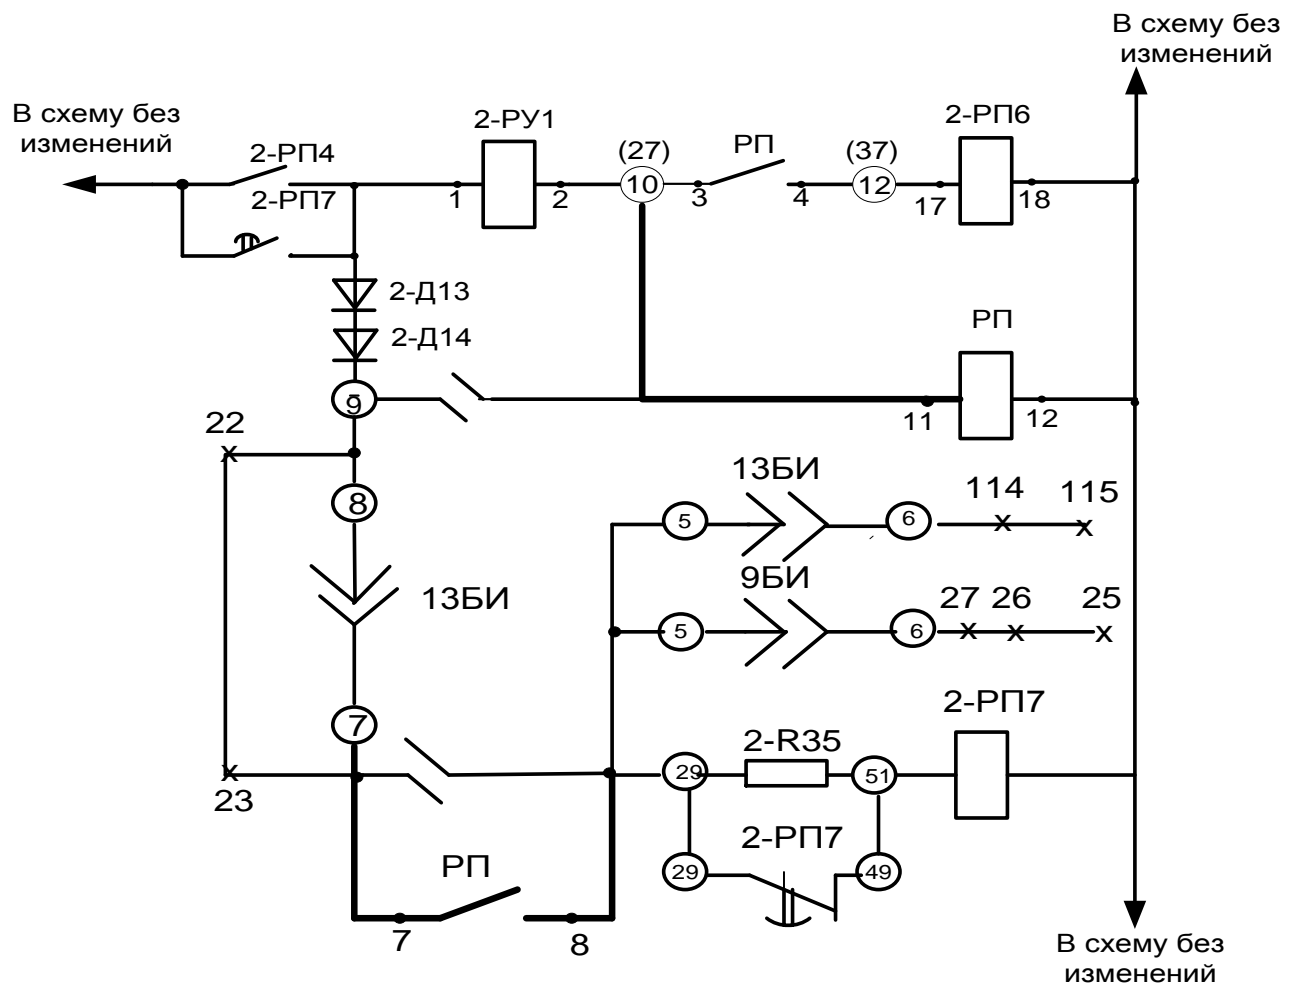 В схему без
изменений
В схему без
изменений
2-РУ1
2-РП6
2-РП4
(27)
РП
(37)
10
12
1
2
3
4
17
18
2-РП7
2-Д13
2-Д14
РП
9
11
12
22
13БИ
114
115
8
5
6
9БИ
13БИ
27
26
25
5
6
2-РП7
7
2-R35
29
51
23
2-РП7
РП
29
49
7
8
В схему без
изменений